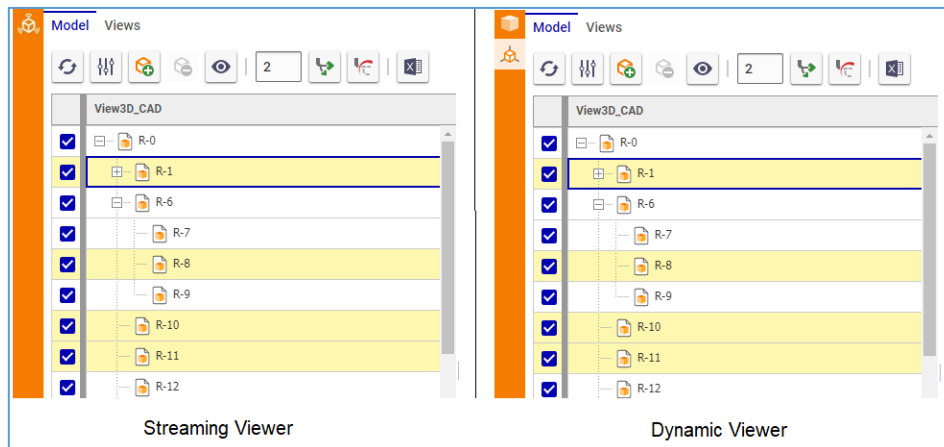 Model Views
2
View3D_CAD
R-0
R-1
R-6
R-7
R-8
R-9
R-10
R-11
R-12
Streaming Viewer
Model Views
2
View3D_CAD
R-0
R-1
R-6
R-7
R-8
R-9
R-10
R-11
R-12
Dynamic Viewer